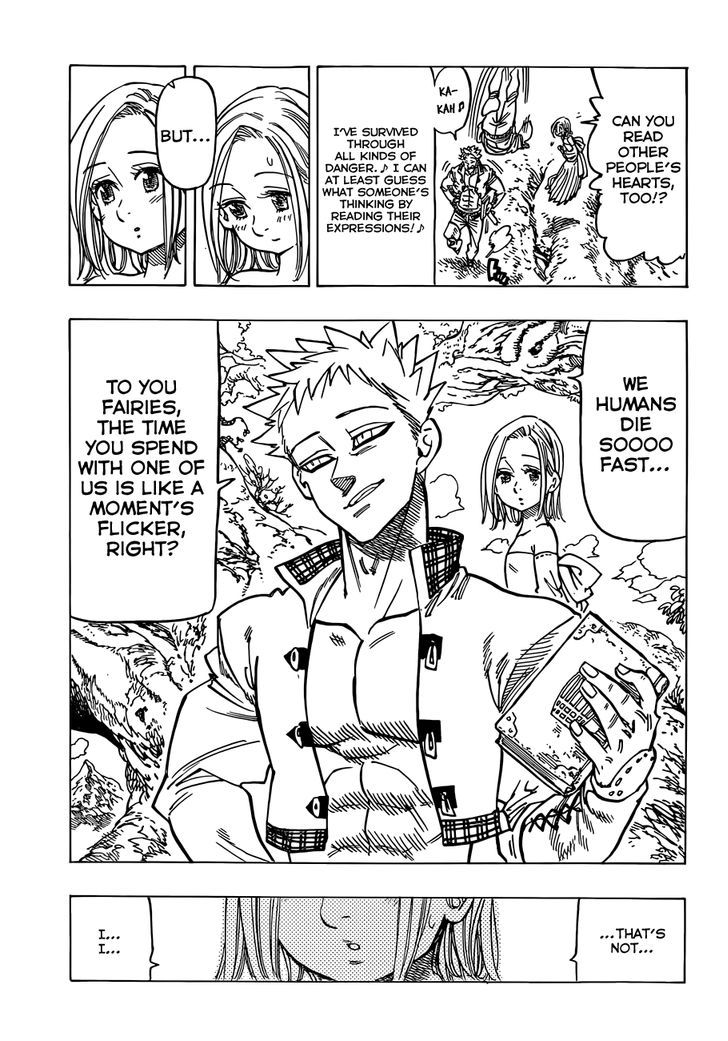 CAN YOU
READ
OTHER
PEOPLE'S
HEARTS,
TOO!?
KA-
KAH♪
I'VE SURVIVED
THROUGH
ALL KINDS OF
DANGER.♪ I CAN
AT LEAST GUESS
WHAT SOMEONE'S
THINKING BY
READING THEIR
EXPRESSIONS!♪
BUT...
WE
HUMANS
DIE
SOOOO
FAST...
TO YOU
FAIRIES,
THE TIME
YOU SPEND
WITH ONE OF
US IS LIKE A
MOMENT'S
FLICKER,
RIGHT?
...THAT'S
NOT...
I...
I...